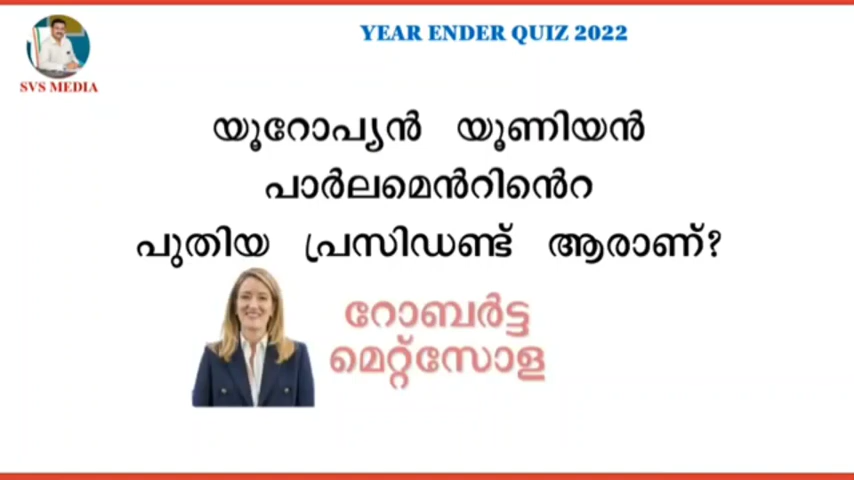 YEAR ENDER QUIZ 2022
SVS MEDIA
യൂറോപ്യൻ യൂണിയൻ
പാർലമെൻറിൻെറ
പുതിയ പ്രസിഡണ്ട് ആരാണ്?
റോബർട്ട
മെറ്റ്സോള